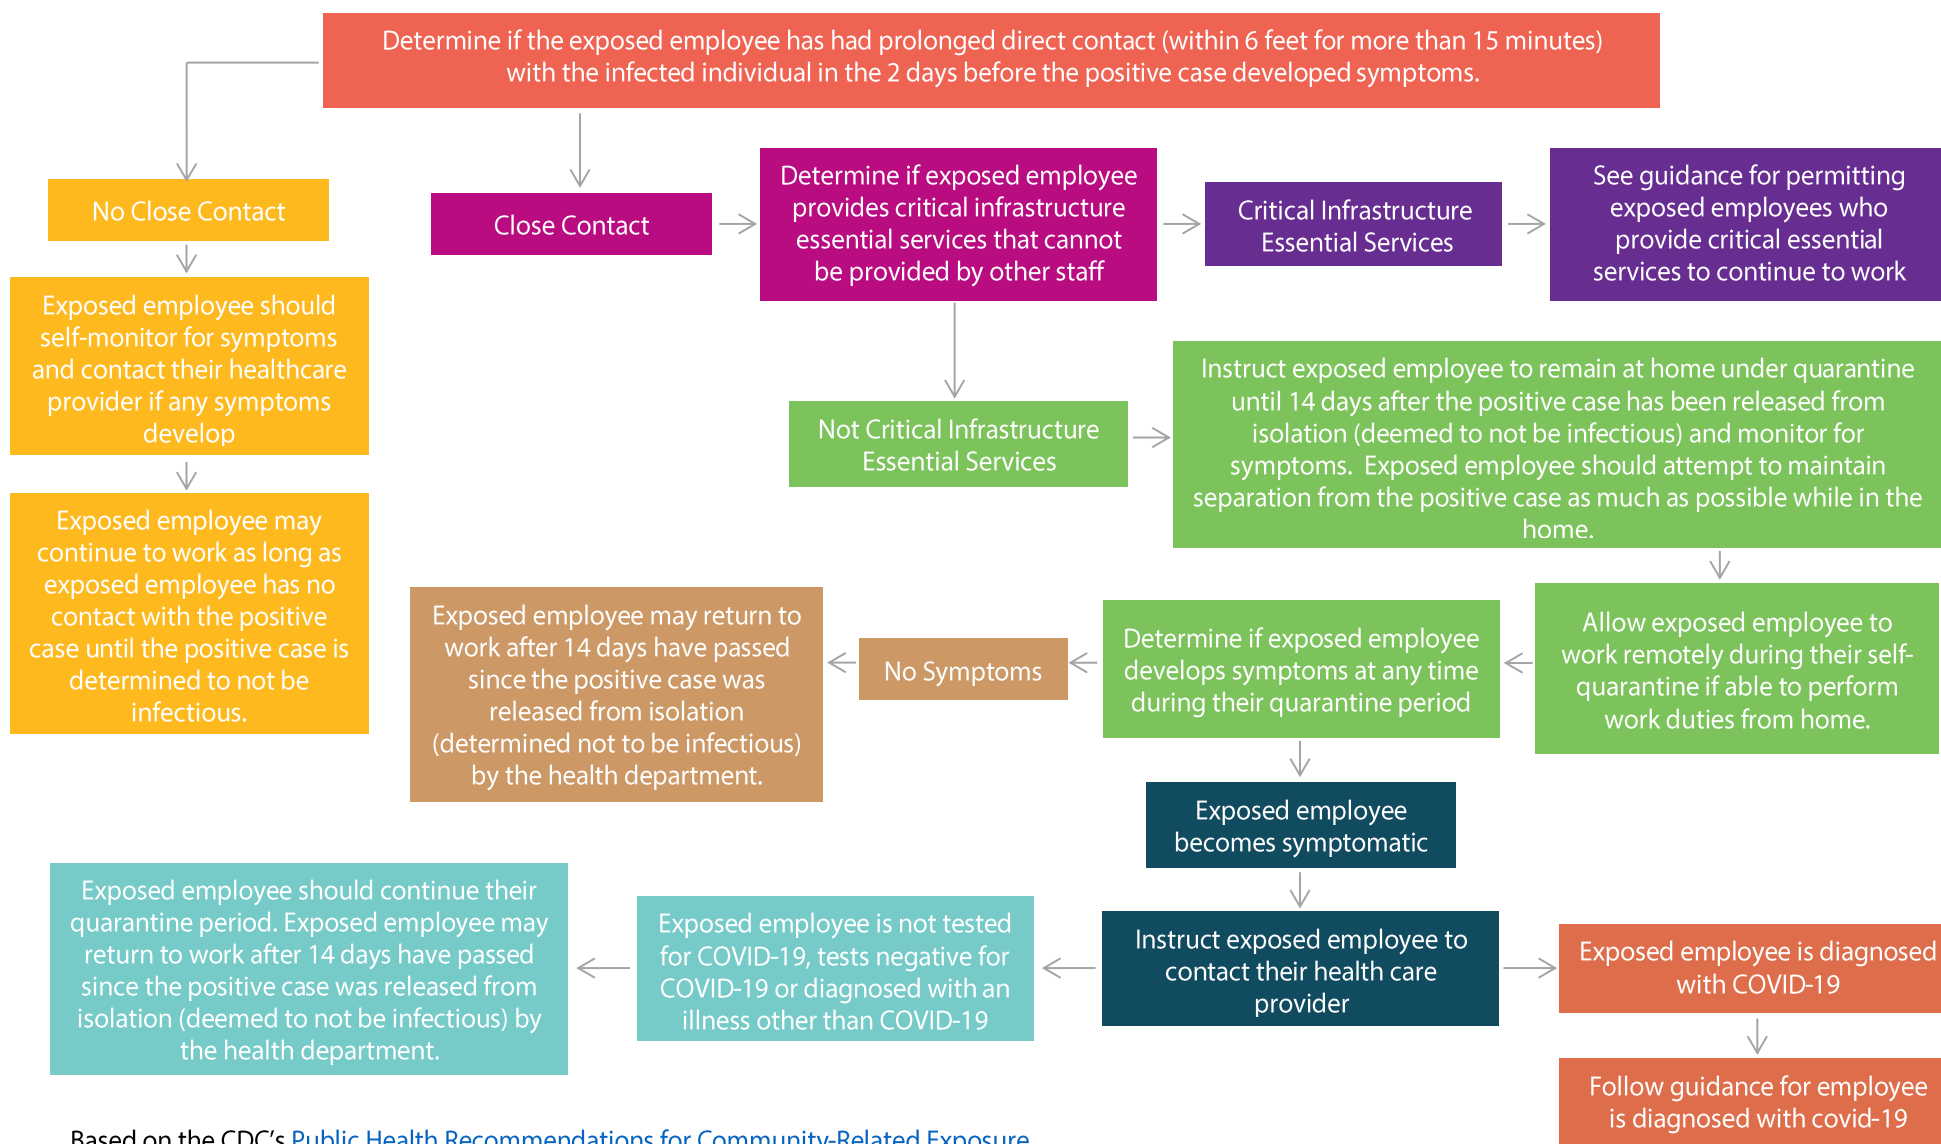 Determine if the exposed employee has had prolonged direct contact (within 6 feet for more than 15 minutes)
with the infected individual in the 2 days before the positive case developed symptoms.
No Close Contact
Exposed employee should
self-monitor for symptoms
and contact their healthcare
provider if any symptoms
develop
Exposed employee may
continue to work as long as
exposed employee has no
contact with the positive
case until the positive case is
determined to not be
infectious.
Close Contact
Determine if exposed employee
provides critical infrastructure
essential services that cannot
be provided by other staff
Critical Infrastructure
Essential Services
See guidance for permitting
exposed employees who
provide critical essential
services to continue to work
Not Critical Infrastructure
Essential Services
Instruct exposed employee to remain at home under quarantine
until 14 days after the positive case has been released from
isolation (deemed to not be infectious) and monitor for
symptoms.  Exposed employee should attempt to maintain
separation from the positive case as much as possible while in the
home.
Allow exposed employee to
work remotely during their self-
quarantine if able to perform
work duties from home.
Determine if exposed employee
develops symptoms at any time
during their quarantine period
No Symptoms
Exposed employee may return to
work after 14 days have passed
since the positive case was
released from isolation
(determined not to be infectious)
by the health department.
Exposed employee
becomes symptomatic
Instruct exposed employee to
contact their health care
provider
Exposed employee is not tested
for COVID-19, tests negative for
COVID-19 or diagnosed with an
illness other than COVID-19
Exposed employee should continue their
quarantine period. Exposed employee may
return to work after 14 days have passed
since the positive case was released from
isolation (deemed to not be infectious) by
the health department.
Exposed employee is diagnosed
with COVID-19
Follow guidance for employee
is diagnosed with covid-19
Based on the CDC's Public Health Recommendations for Community-Related Exposure